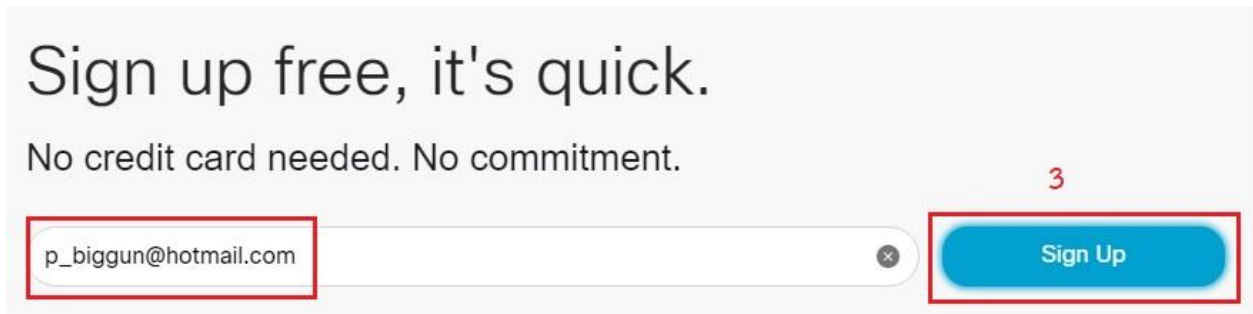 Sign up free, it's quick.
No credit card needed. No commitment.
3
p_biggun@hotmail.com
Sign Up